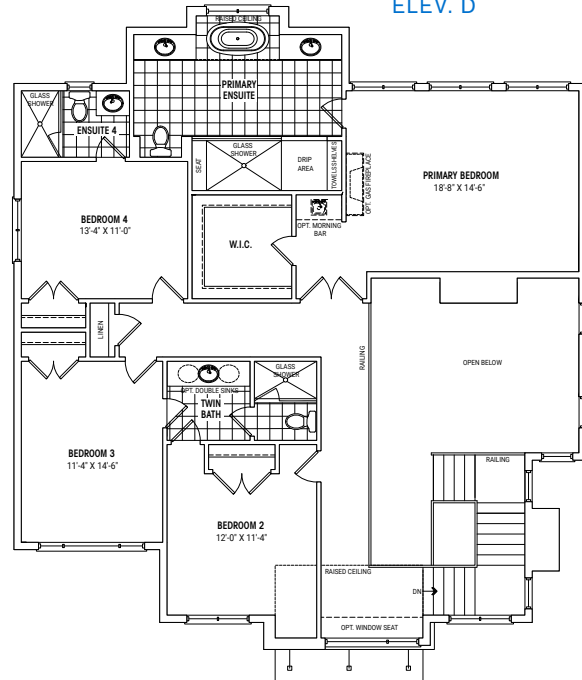 ELEV. D
RAISED CEILING
PRIMARY
ENSUITE
GLASS
SHOWER
ENSUITE 4
SEAT
GLASS
SHOWER
DRIP
AREA
TOWELS SHELVES
OPT. GAS FIREPLACE
PRIMARY BEDROOM
18'-8" X 14'-6"
BEDROOM 4
13'-4" X 11'-0"
W.I.C.
OPT. MORNING
BAR
LINEN
RAILING
OPEN BELOW
GLASS
SHOWER
OPT. DOUBLE SINKS
TWIN
BATH
BEDROOM 3
11'-4" X 14'-6"
RAILING
BEDROOM 2
12'-0" X 11'-4"
RAISED CEILING
DN
OPT. WINDOW SEAT